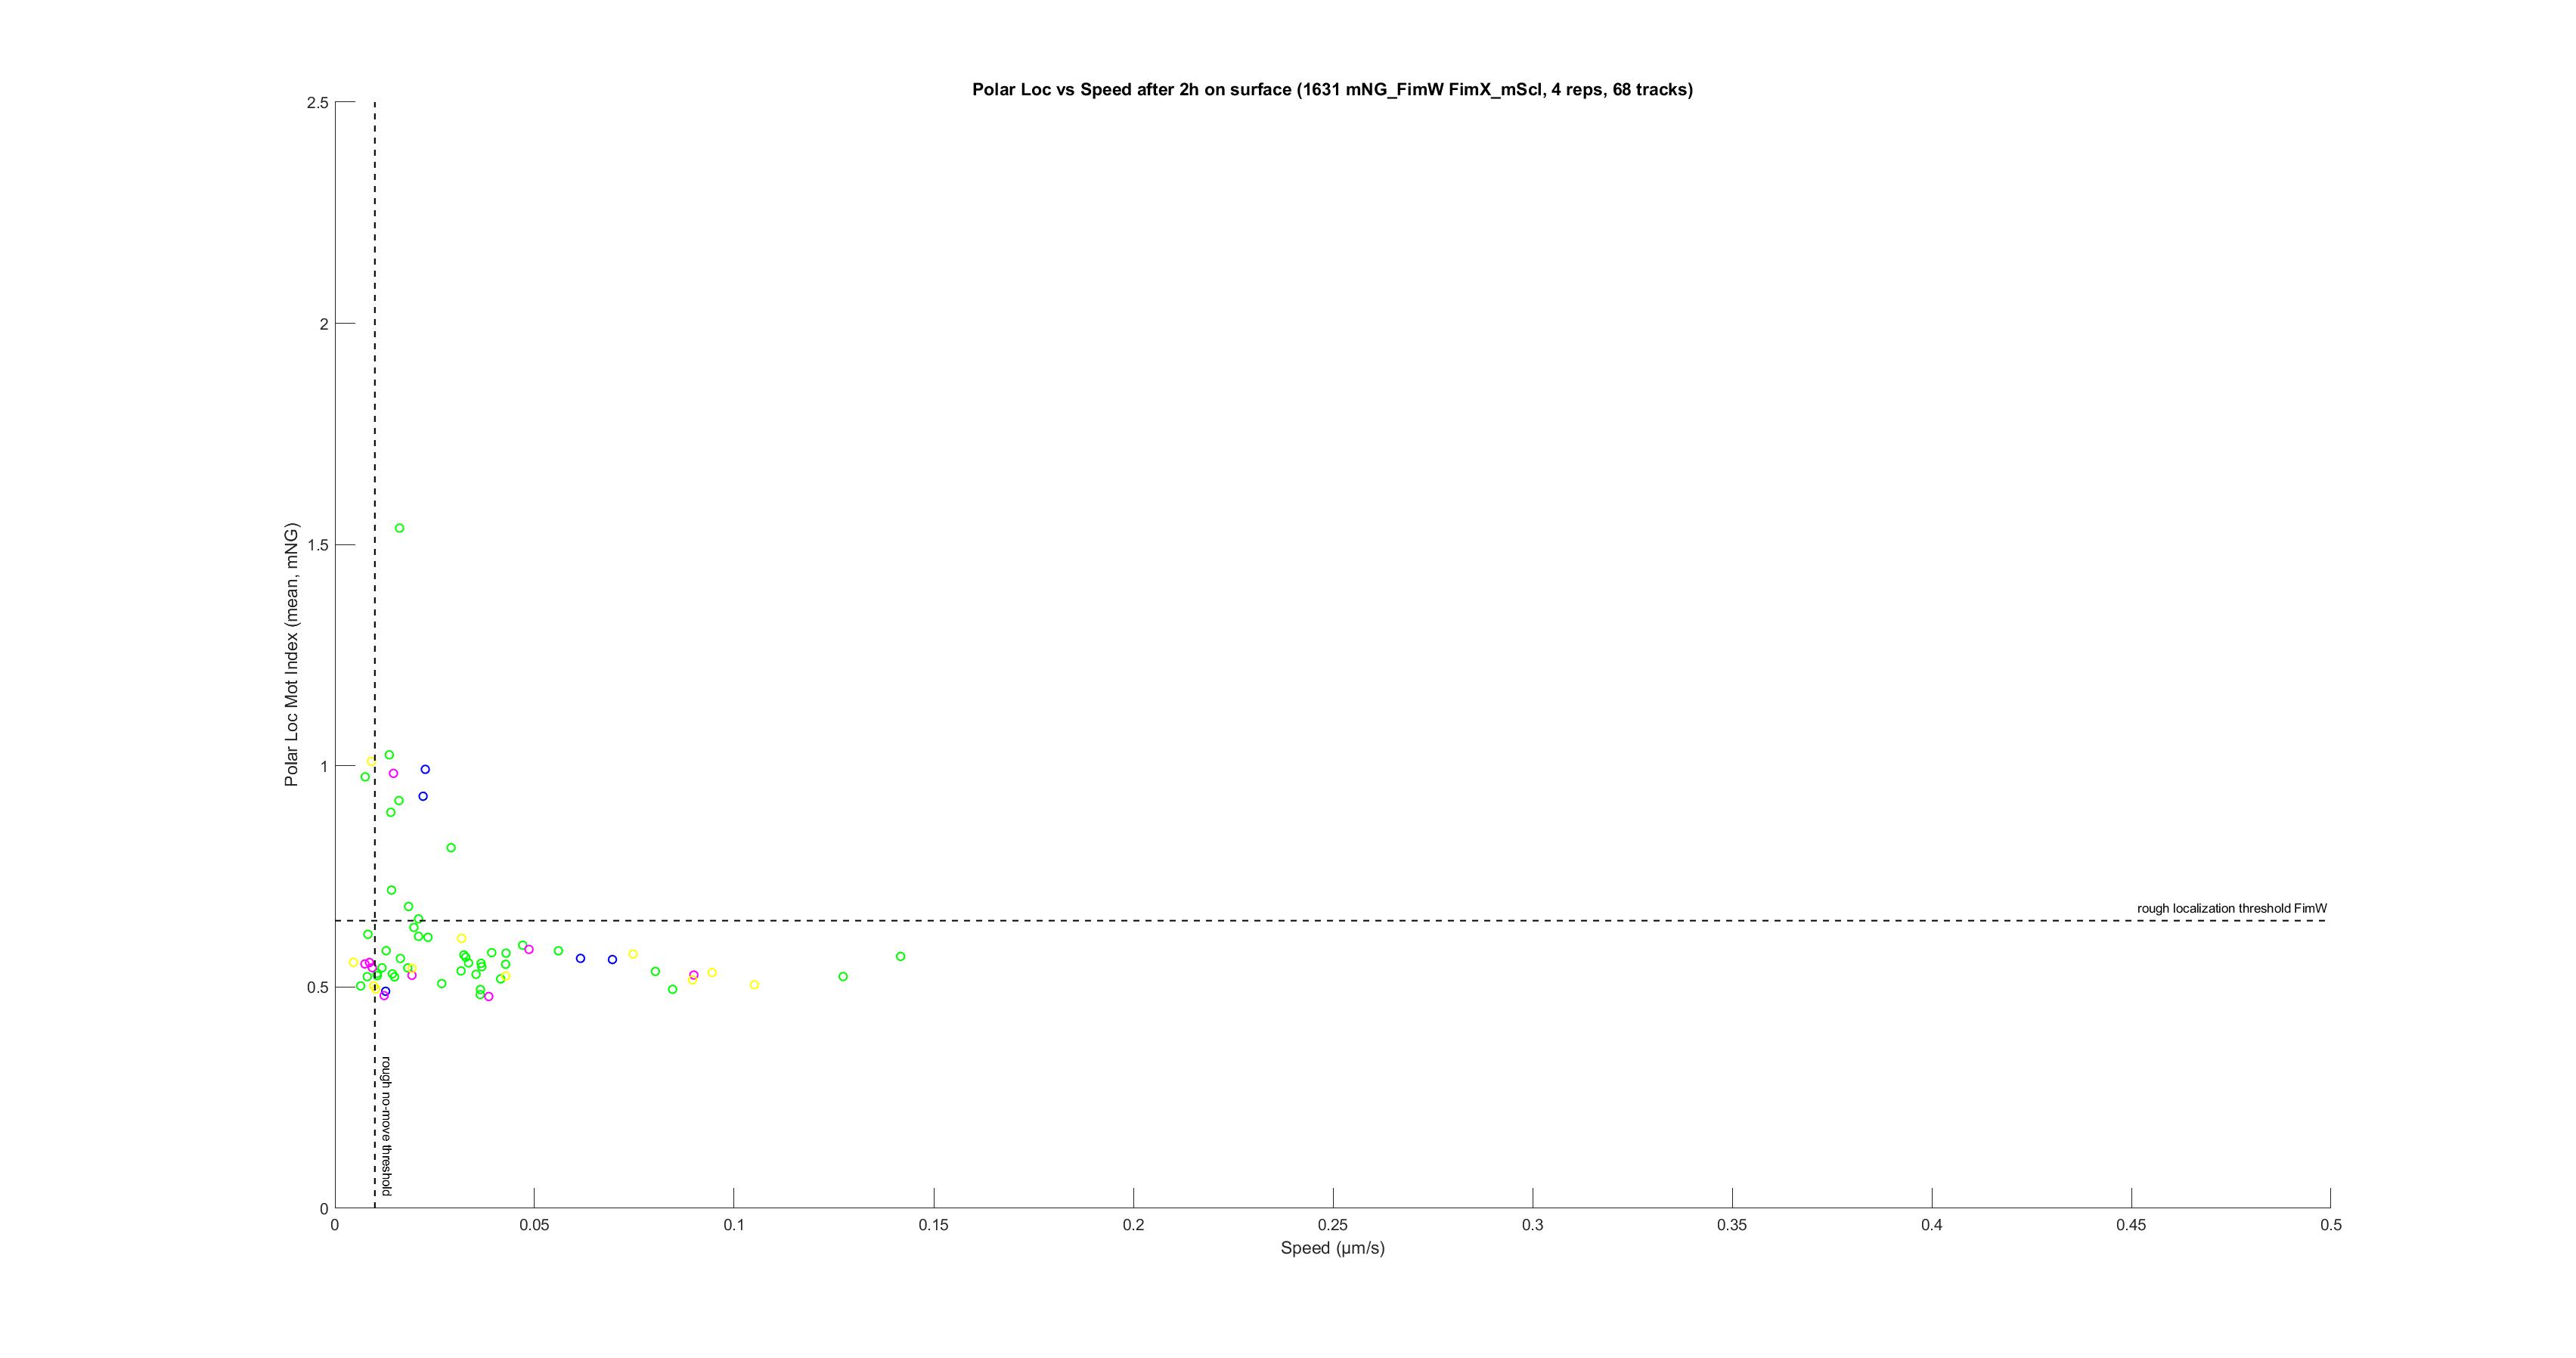 Polar Loc vs Speed after 2h on surface (1631 mNG_FimW FimX_mScI, 4 reps, 68 tracks)
2.5
2
1.5
1
0.5
0
Polar Loc Mot Index (mean, mNG)
rough localization threshold FimW
rough no-move threshold
0 0.05 0.1 0.15 0.2 0.25 0.3 0.35 0.4 0.45 0.5
Speed (µm/s)